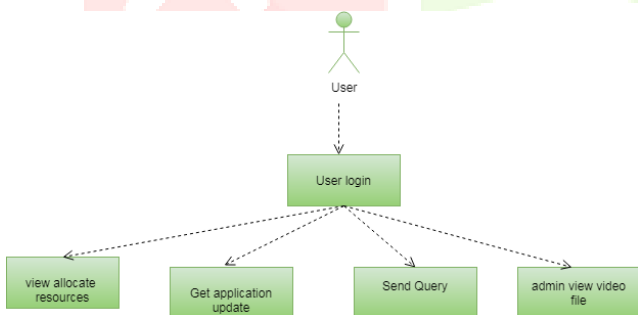 User
User login
view allocate
resources
Get application
update
Send Query
admin view video
file